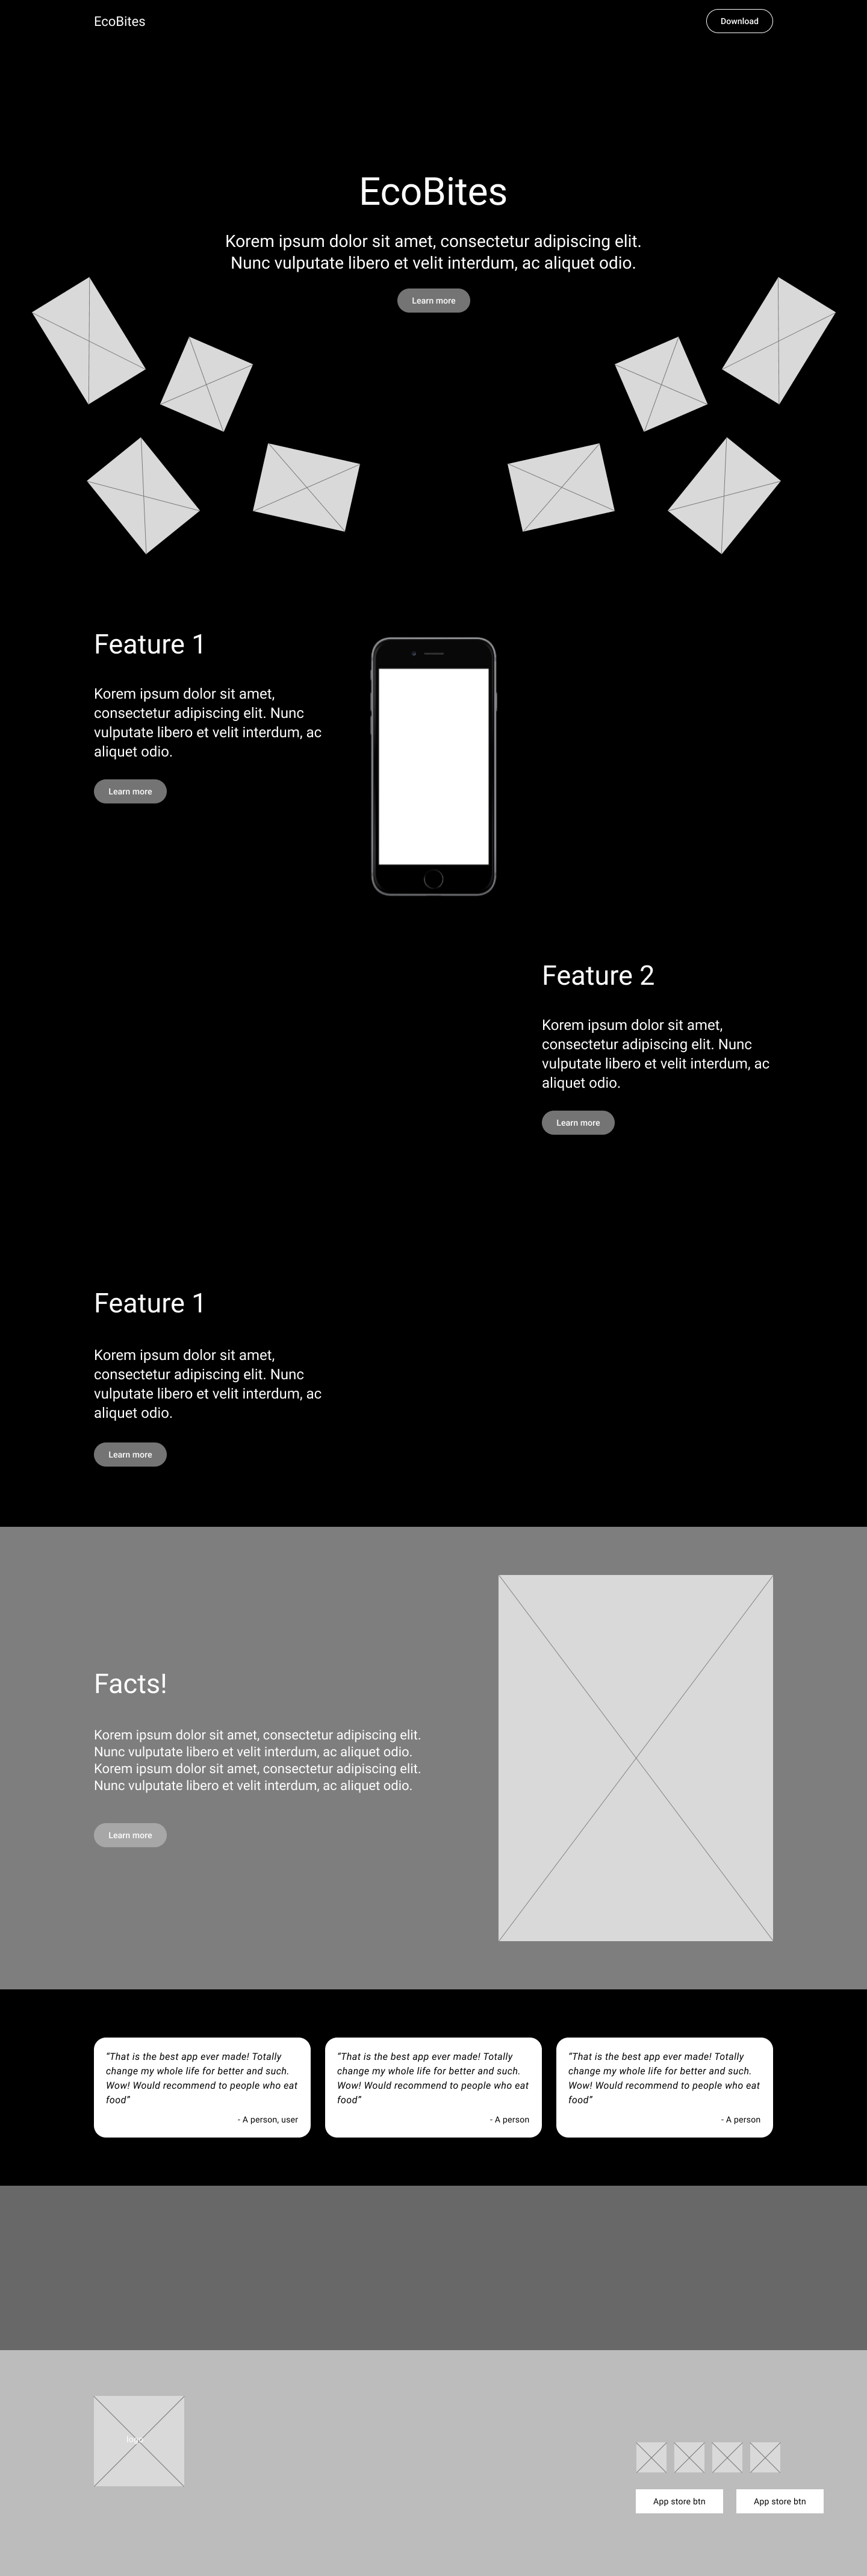 EcoBites
Download
EcoBites
Korem ipsum dolor sit amet, consectetur adipiscing elit.
Nunc vulputate libero et velit interdum, ac aliquet odio.
Learn more
Feature 1
Korem ipsum dolor sit amet,
consectetur adipiscing elit. Nunc
vulputate libero et velit interdum, ac
aliquet odio.
Learn more
Feature 2
Korem ipsum dolor sit amet,
consectetur adipiscing elit. Nunc
vulputate libero et velit interdum, ac
aliquet odio.
Learn more
Feature 1
Korem ipsum dolor sit amet,
consectetur adipiscing elit. Nunc
vulputate libero et velit interdum, ac
aliquet odio.
Learn more
Facts!
Korem ipsum dolor sit amet, consectetur adipiscing elit.
Nunc vulputate libero et velit interdum, ac aliquet odio.
Korem ipsum dolor sit amet, consectetur adipiscing elit.
Nunc vulputate libero et velit interdum, ac aliquet odio.
Learn more
“That is the best app ever made! Totally
change my whole life for better and such.
Wow! Would recommend to people who eat
food”
- A person, user
“That is the best app ever made! Totally
change my whole life for better and such.
Wow! Would recommend to people who eat
food”
- A person
“That is the best app ever made! Totally
change my whole life for better and such.
Wow! Would recommend to people who eat
food”
- A person
logo
App store btn
App store btn